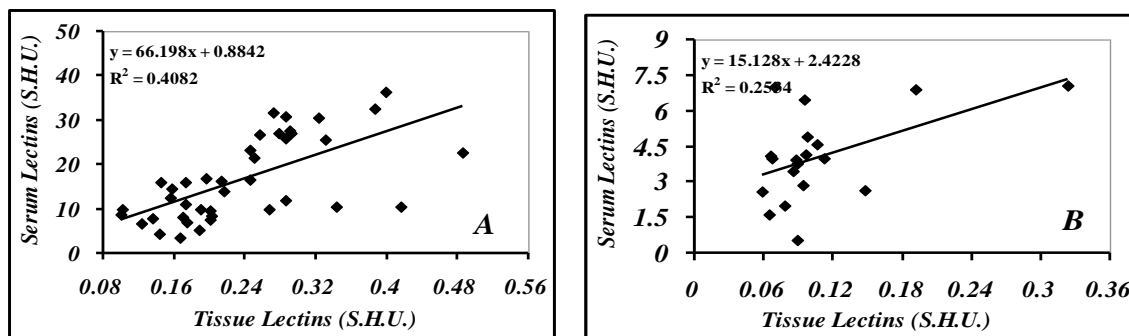 y = 66.198x + 0.8842
R² = 0.4082
Serum Lectins (S.H.U.)
50
40
30
20
10
0
0.08 0.16 0.24 0.32 0.4 0.48 0.56
Tissue Lectins (S.H.U.)
A
y = 15.128x + 2.4228
Serum Lectins (S.H.U.)
9
7.5
6
4.5
3
1.5
0
0 0.06 0.12 0.18 0.24 0.3 0.36
Tissue Lectins (S.H.U.)
B